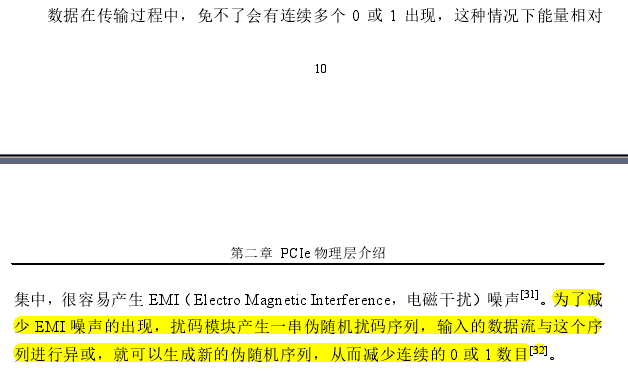 数据在传输过程中，免不了会有连续多个 0 或 1 出现，这种情况下能量相对
10
第二章 PCIe 物理层介绍
集中，很容易产生 EMI（Electro Magnetic Interference，电磁干扰）噪声[31]。为了减
少 EMI 噪声的出现，扰码模块产生一串伪随机扰码序列，输入的数据流与这个序
列进行异或，就可以生成新的伪随机序列，从而减少连续的 0 或 1 数目[32]。